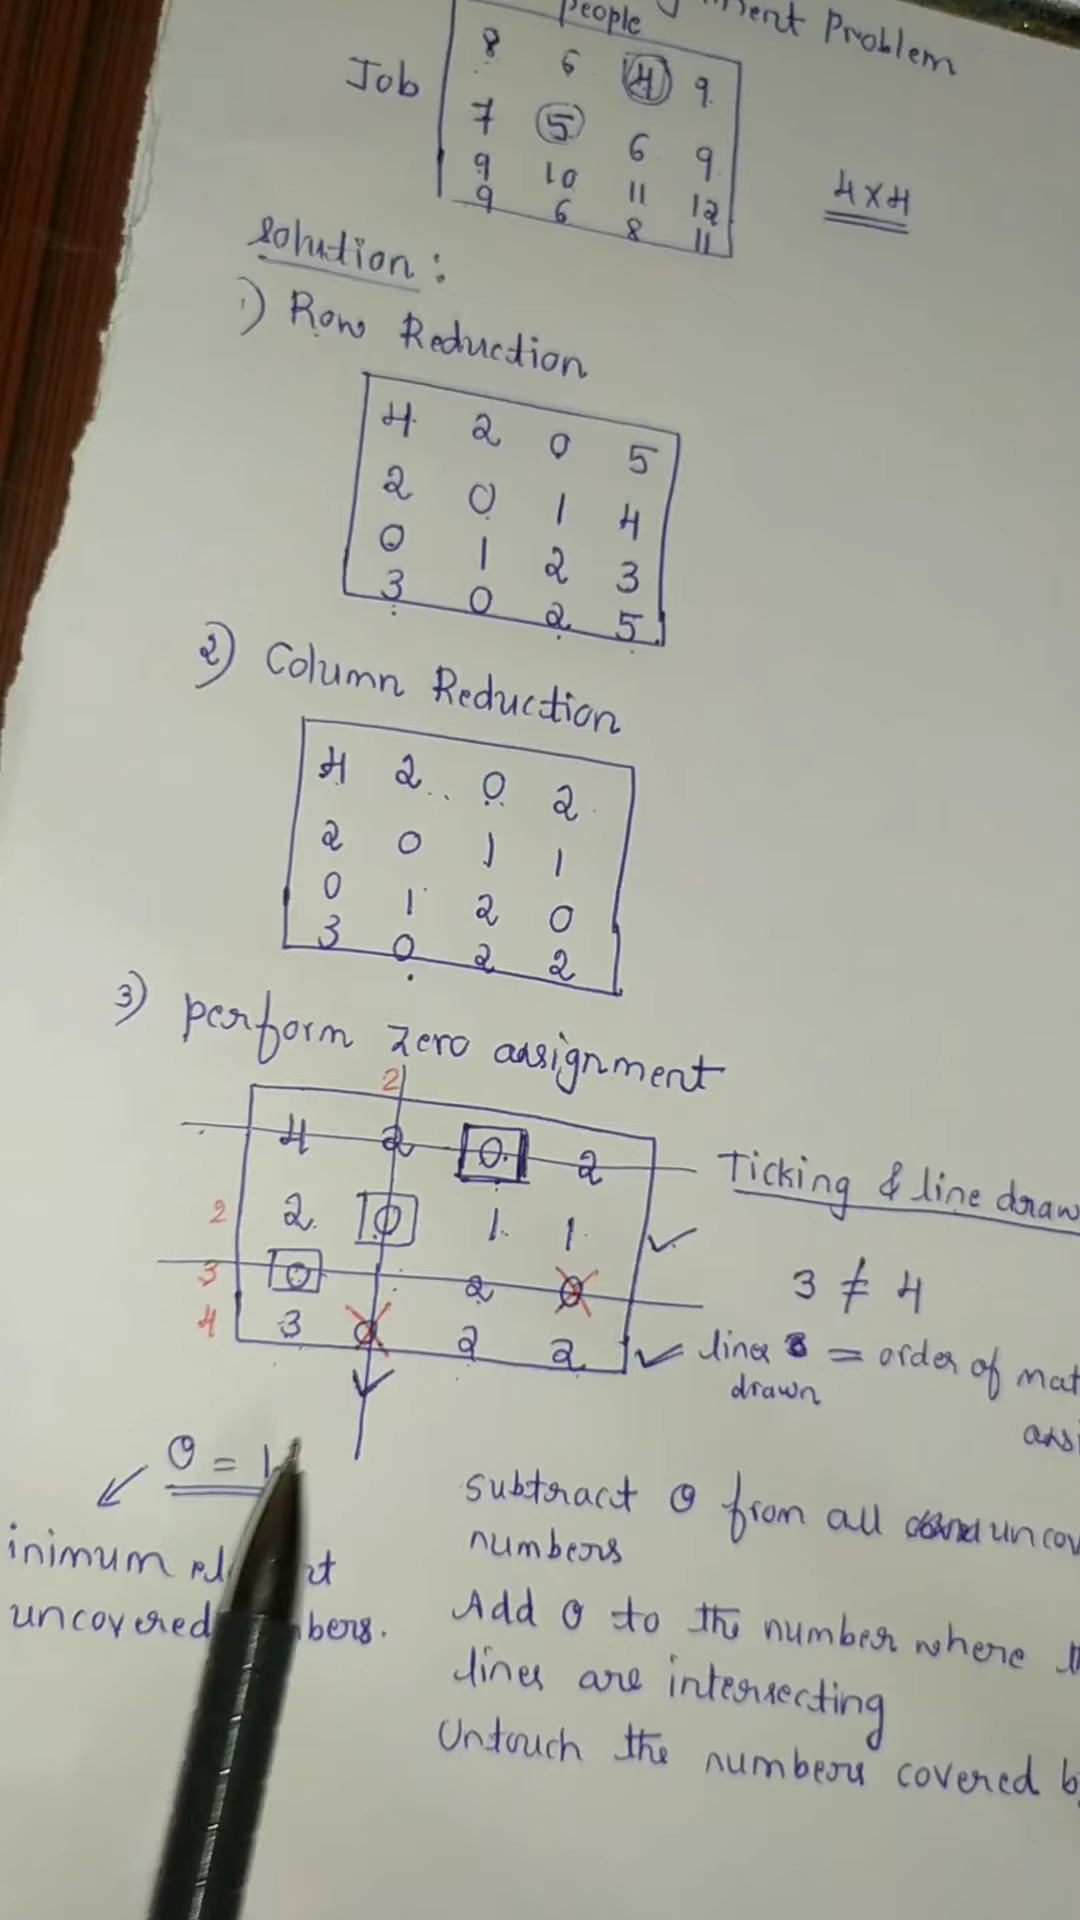 Problem
people
Job
8 6 4 9
7 5 6 9
9 10 11 12
9 6 8 11
4x4
Solution :
1) Row Reduction
4 2 0 5
2 0 1 4
0 1 2 3
3 0 2 5
2) Column Reduction
4 2 0 2
2 0 1 1
0 1 2 0
3 0 2 2
3) perform zero assignment
2
4 2 0 2
2 2 0 1 1
3 0 2 0
4 3 0 2 2
Ticking & line draw
3 ≠ 4
lines = order of mat
drawn
θ = 1
inimum
uncovered
subtract θ from all uncov
numbers
Add θ to the number where
lines are intersecting
Untouch the numbers covered b